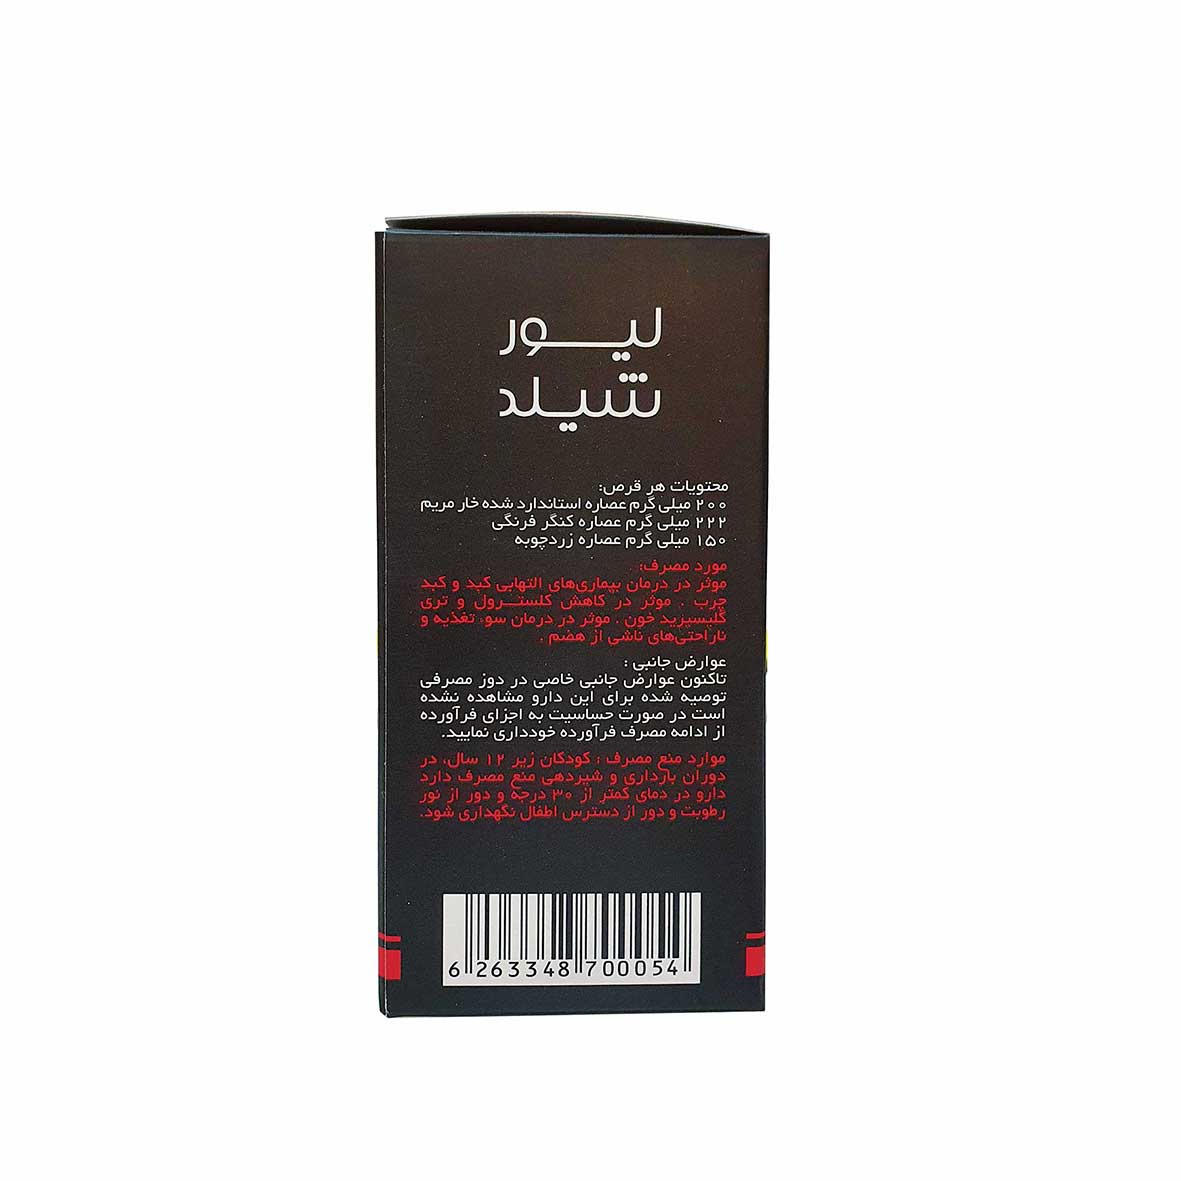 لیور
شیلد
محتویات هر قرص:
۲۰۰ میلی گرم عصاره استاندارد شده خار مریم
۲۲۲ میلی گرم عصاره کنگر فرنگی
۱۵۰ میلی گرم عصاره زردچوبه
مورد مصرف:
موثر در درمان بیماری‌های التهابی کبد و کبد
چرب . موثر در کاهش کلسترول و تری
گلیسیرید خون . موثر در درمان سوء تغذیه و
ناراحتی‌های ناشی از هضم .
عوارض جانبی :
تاکنون عوارض جانبی خاصی در دوز مصرفی
توصیه شده برای این دارو مشاهده نشده
است در صورت حساسیت به اجزای فرآورده
از ادامه مصرف فرآورده خودداری نمایید.
موارد منع مصرف : کودکان زیر ۱۲ سال، در
دوران بارداری و شیردهی منع مصرف دارد
دارو در دمای کمتر از ۳۰ درجه و دور از نور
رطوبت و دور از دسترس اطفال نگهداری شود.
6 263348 700054